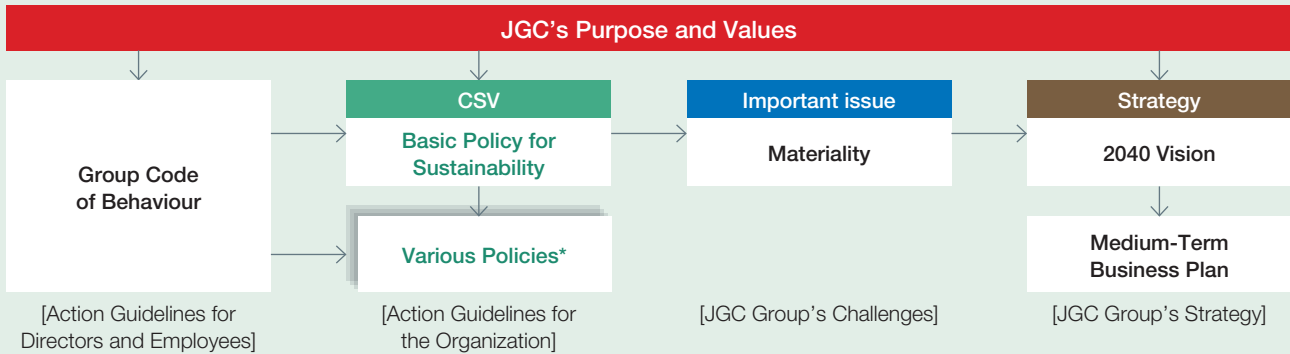 JGC's Purpose and Values
Group Code
of Behaviour
[Action Guidelines for
Directors and Employees]
CSV
Basic Policy for
Sustainability
Various Policies*
[Action Guidelines for
the Organization]
Important issue
Materiality
[JGC Group's Challenges]
Strategy
2040 Vision
Medium-Term
Business Plan
[JGC Group's Strategy]